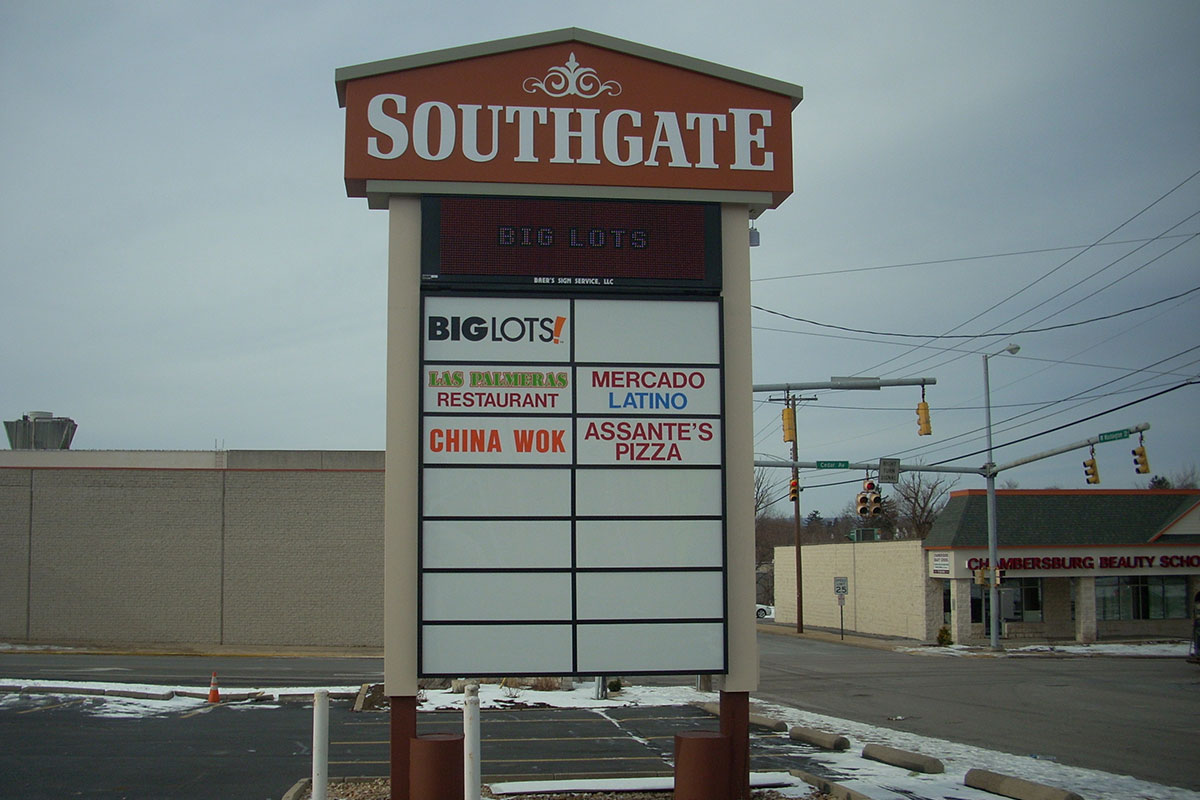 SOUTHGATE
BIG LOTS
BAER'S SIGN SERVICE, LLC
BIG LOTS!
LAS PALMERAS
RESTAURANT
MERCADO
LATINO
CHINA WOK
ASSANTE'S
PIZZA
Cedar Av
25
CHAMBERSBURG BEAUTY SCHO